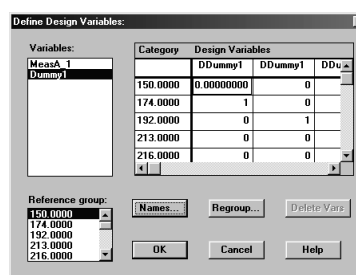 Define Design Variables:
Variables:
MeasA_1
Dummy1
Category Design Variables
DDummy1 DDummy1 DDu
150.0000 0.00000000 0
174.0000 1 0
192.0000 0 1
213.0000 0 0
216.0000 0 0
Reference group:
150.0000
174.0000
192.0000
213.0000
216.0000
Names... Regroup... Delete Vars
OK Cancel Help